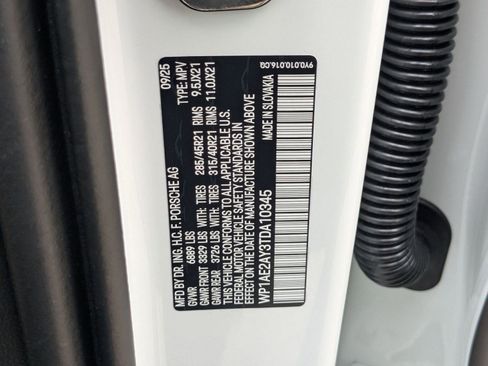 09/25 TYPE: MPV
MFD BY DR. ING. H.C. F. PORSCHE AG
GVWR 6889 LBS
GAWR FRONT 3329 LBS WITH: TIRES 285/45R21 RIMS 9.5JX21
GAWR REAR 3726 LBS WITH: TIRES 315/40R21 RIMS 11.0JX21
THIS VEHICLE CONFORMS TO ALL APPLICABLE U.S.
FEDERAL MOTOR VEHICLE SAFETY STANDARDS IN
EFFECT ON THE DATE OF MANUFACTURE SHOWN ABOVE
WP1AE2AY3TDA10345 MADE IN SLOVAKIA
9Y0.010.016.CQ